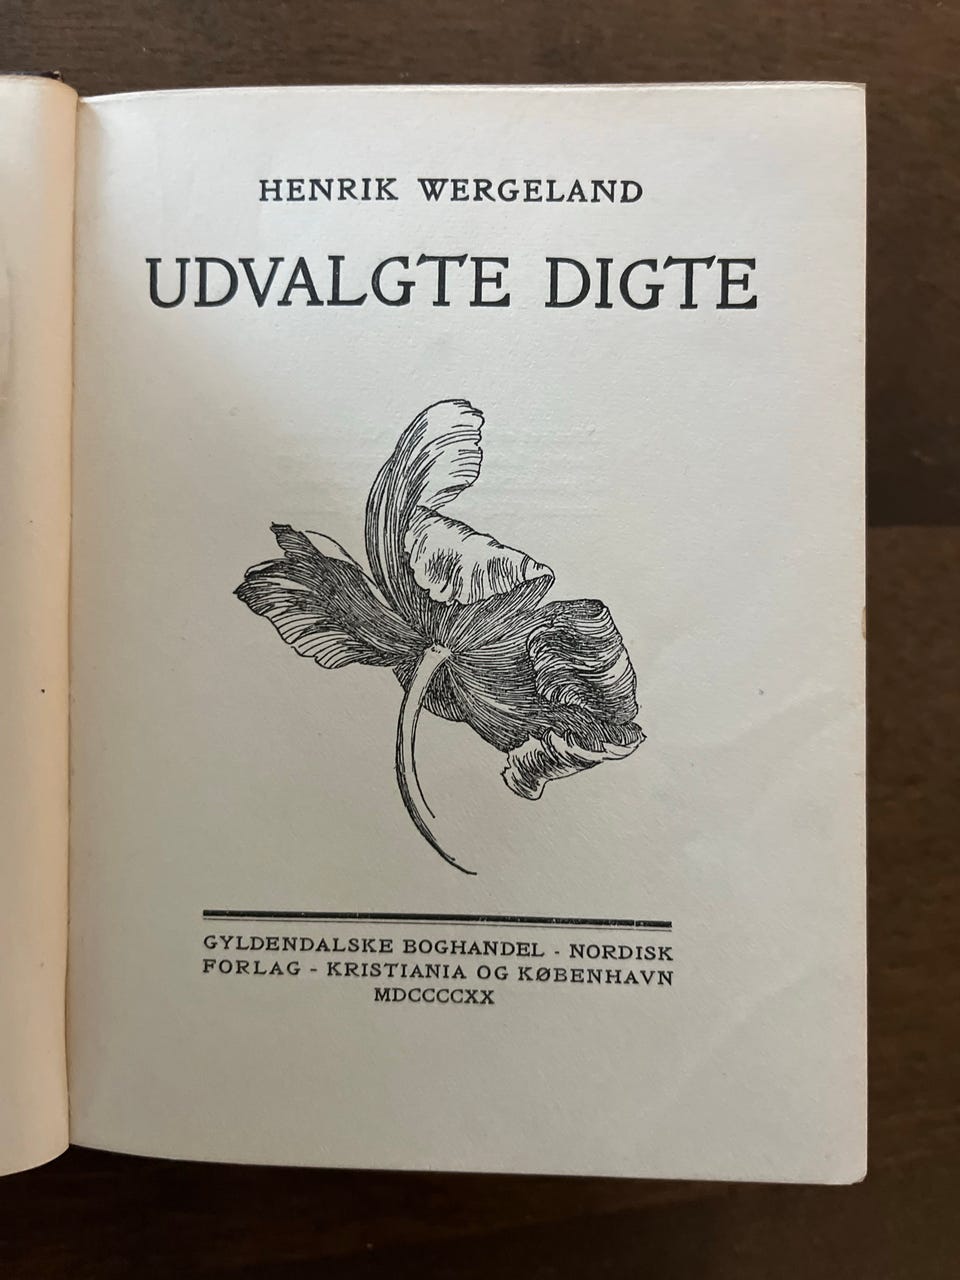 HENRIK WERGELAND
UDVALGTE DIGTE
GYLDENDALSKE BOGHANDEL - NORDISK
FORLAG - KRISTIANIA OG KØBENHAVN
MDCCCCXX